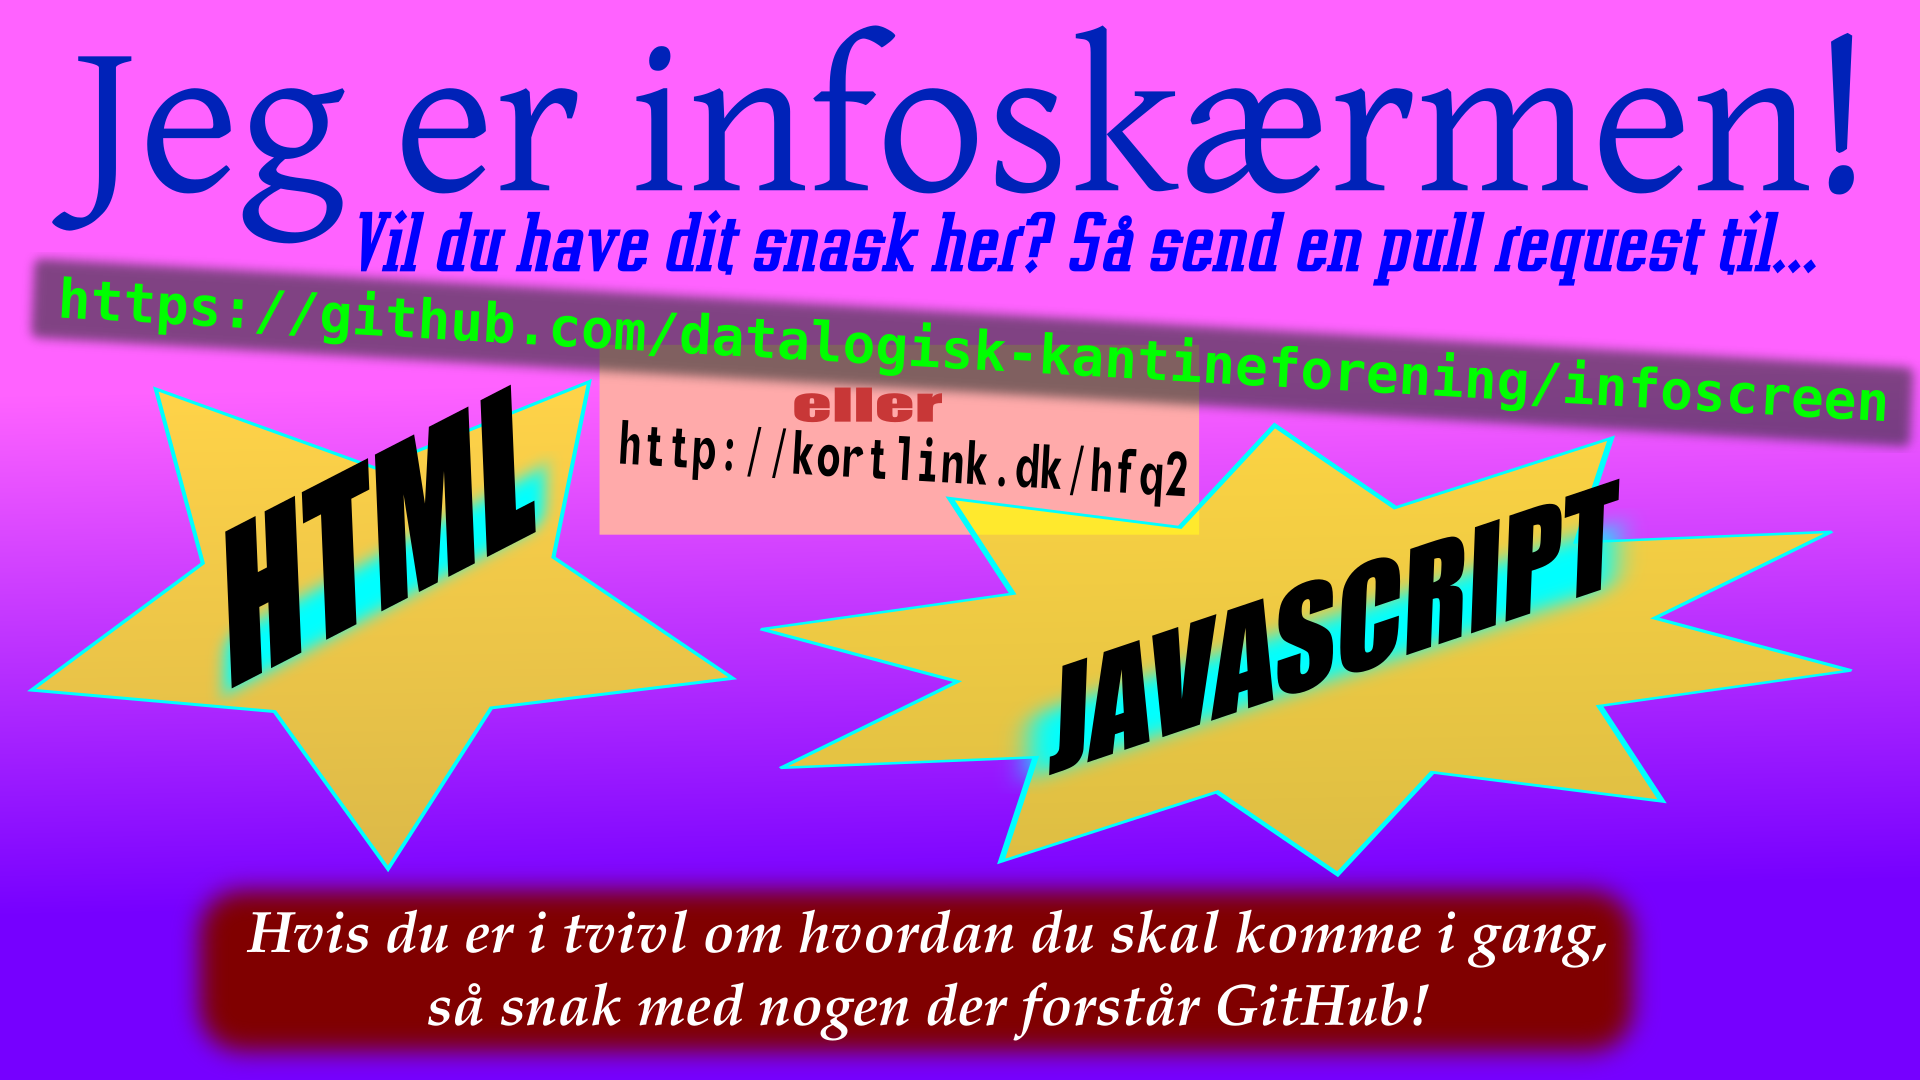 Jeg er infoskærmen!
Vil du have dit snask her? Så send en pull request til...
https://github.com/datalogisk-kantineforening/infoscreen
eller
http://kortlink.dk/hfq2
HTML
JAVASCRIPT
Hvis du er i tvivl om hvordan du skal komme i gang,
så snak med nogen der forstår GitHub!